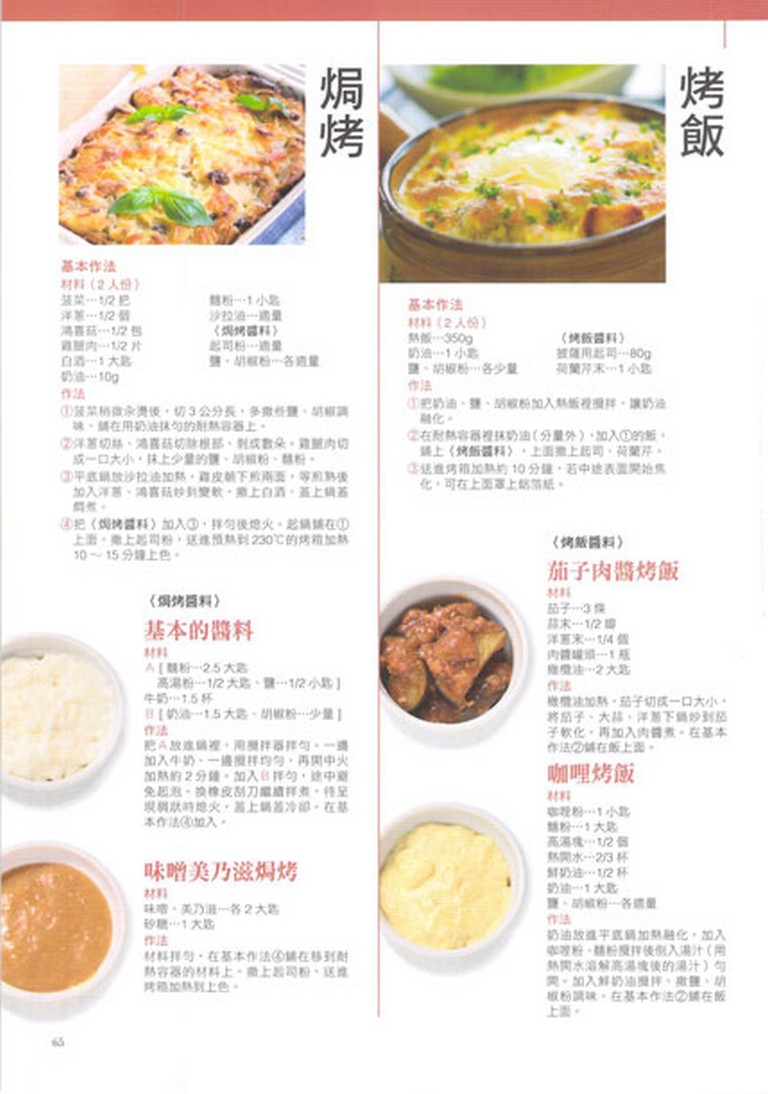 焗烤
基本作法
材料（2人份）
菠菜…1/2 把
洋蔥…1/2 個
鴻喜菇…1/2 包
雞腿肉…1/2 片
白酒…1 大匙
奶油…10g
麵粉…1 小匙
沙拉油…適量
〈焗烤醬料〉
起司粉…適量
鹽、胡椒粉…各適量
作法
①菠菜稍微汆燙後，切3公分長，多撒些鹽、胡椒調
味。鋪在用奶油抹勻的耐熱容器上。
②洋蔥切絲、鴻喜菇切除根部、剝成數朵。雞腿肉切
成一口大小，抹上少量的鹽、胡椒粉、麵粉。
③平底鍋放沙拉油加熱，雞皮朝下煎兩面，等煎熟後
加入洋蔥、鴻喜菇炒到變軟，撒上白酒。蓋上鍋蓋
燜煮。
④把〈焗烤醬料〉加入③，拌勻後熄火。起鍋鋪在①
上面。撒上起司粉，送進預熱到230℃的烤箱加熱
10～15分鐘上色。
〈焗烤醬料〉
基本的醬料
材料
A [ 麵粉…2.5 大匙
高湯粉…1/2 大匙、鹽…1/2 小匙 ]
牛奶…1.5 杯
B [ 奶油…1.5 大匙、胡椒粉…少量 ]
作法
把A放進鍋裡，用攪拌器拌勻。一邊
加入牛奶、一邊攪拌均勻，再開中火
加熱約2分鐘。加入B拌勻，途中避
免起泡。換橡皮刮刀繼續拌煮，待呈
現稠狀時熄火，蓋上鍋蓋冷卻。在基
本作法④加入。
味噌美乃滋焗烤
材料
味噌、美乃滋…各2大匙
砂糖…1 大匙
作法
材料拌勻，在基本作法④鋪在移到耐
熱容器的材料上。撒上起司粉，送進
烤箱加熱到上色。
65
烤飯
基本作法
材料（2人份）
熱飯…350g
奶油…1 小匙
鹽、胡椒粉…各少量
〈烤飯醬料〉
披薩用起司…80g
荷蘭芹末…1 小匙
作法
①把奶油、鹽、胡椒粉加入熱飯裡攪拌，讓奶油
融化。
②在耐熱容器裡抹奶油（分量外），加入①的飯，
鋪上〈烤飯醬料〉，上面撒上起司、荷蘭芹。
③送進烤箱加熱約10分鐘，若中途表面開始焦
化，可在上面罩上鋁箔紙。
〈烤飯醬料〉
茄子肉醬烤飯
材料
茄子…3 條
蒜末…1/2 瓣
洋蔥末…1/4 個
肉醬罐頭…1 瓶
橄欖油…2 大匙
作法
橄欖油加熱，茄子切成一口大小，
將茄子、大蒜、洋蔥下鍋炒到茄
子軟化，再加入肉醬煮。在基本
作法②鋪在飯上面。
咖哩烤飯
材料
咖哩粉…1 小匙
麵粉…1 大匙
高湯塊…1/2 個
熱開水…2/3 杯
鮮奶油…1/2 杯
奶油…1 大匙
鹽、胡椒粉…各適量
作法
奶油放進平底鍋加熱融化，加入
咖哩粉、麵粉攪拌後倒入湯汁（用
熱開水溶解高湯塊後的湯汁）勻
開。加入鮮奶油攪拌，撒鹽、胡
椒粉調味。在基本作法②鋪在飯
上面。